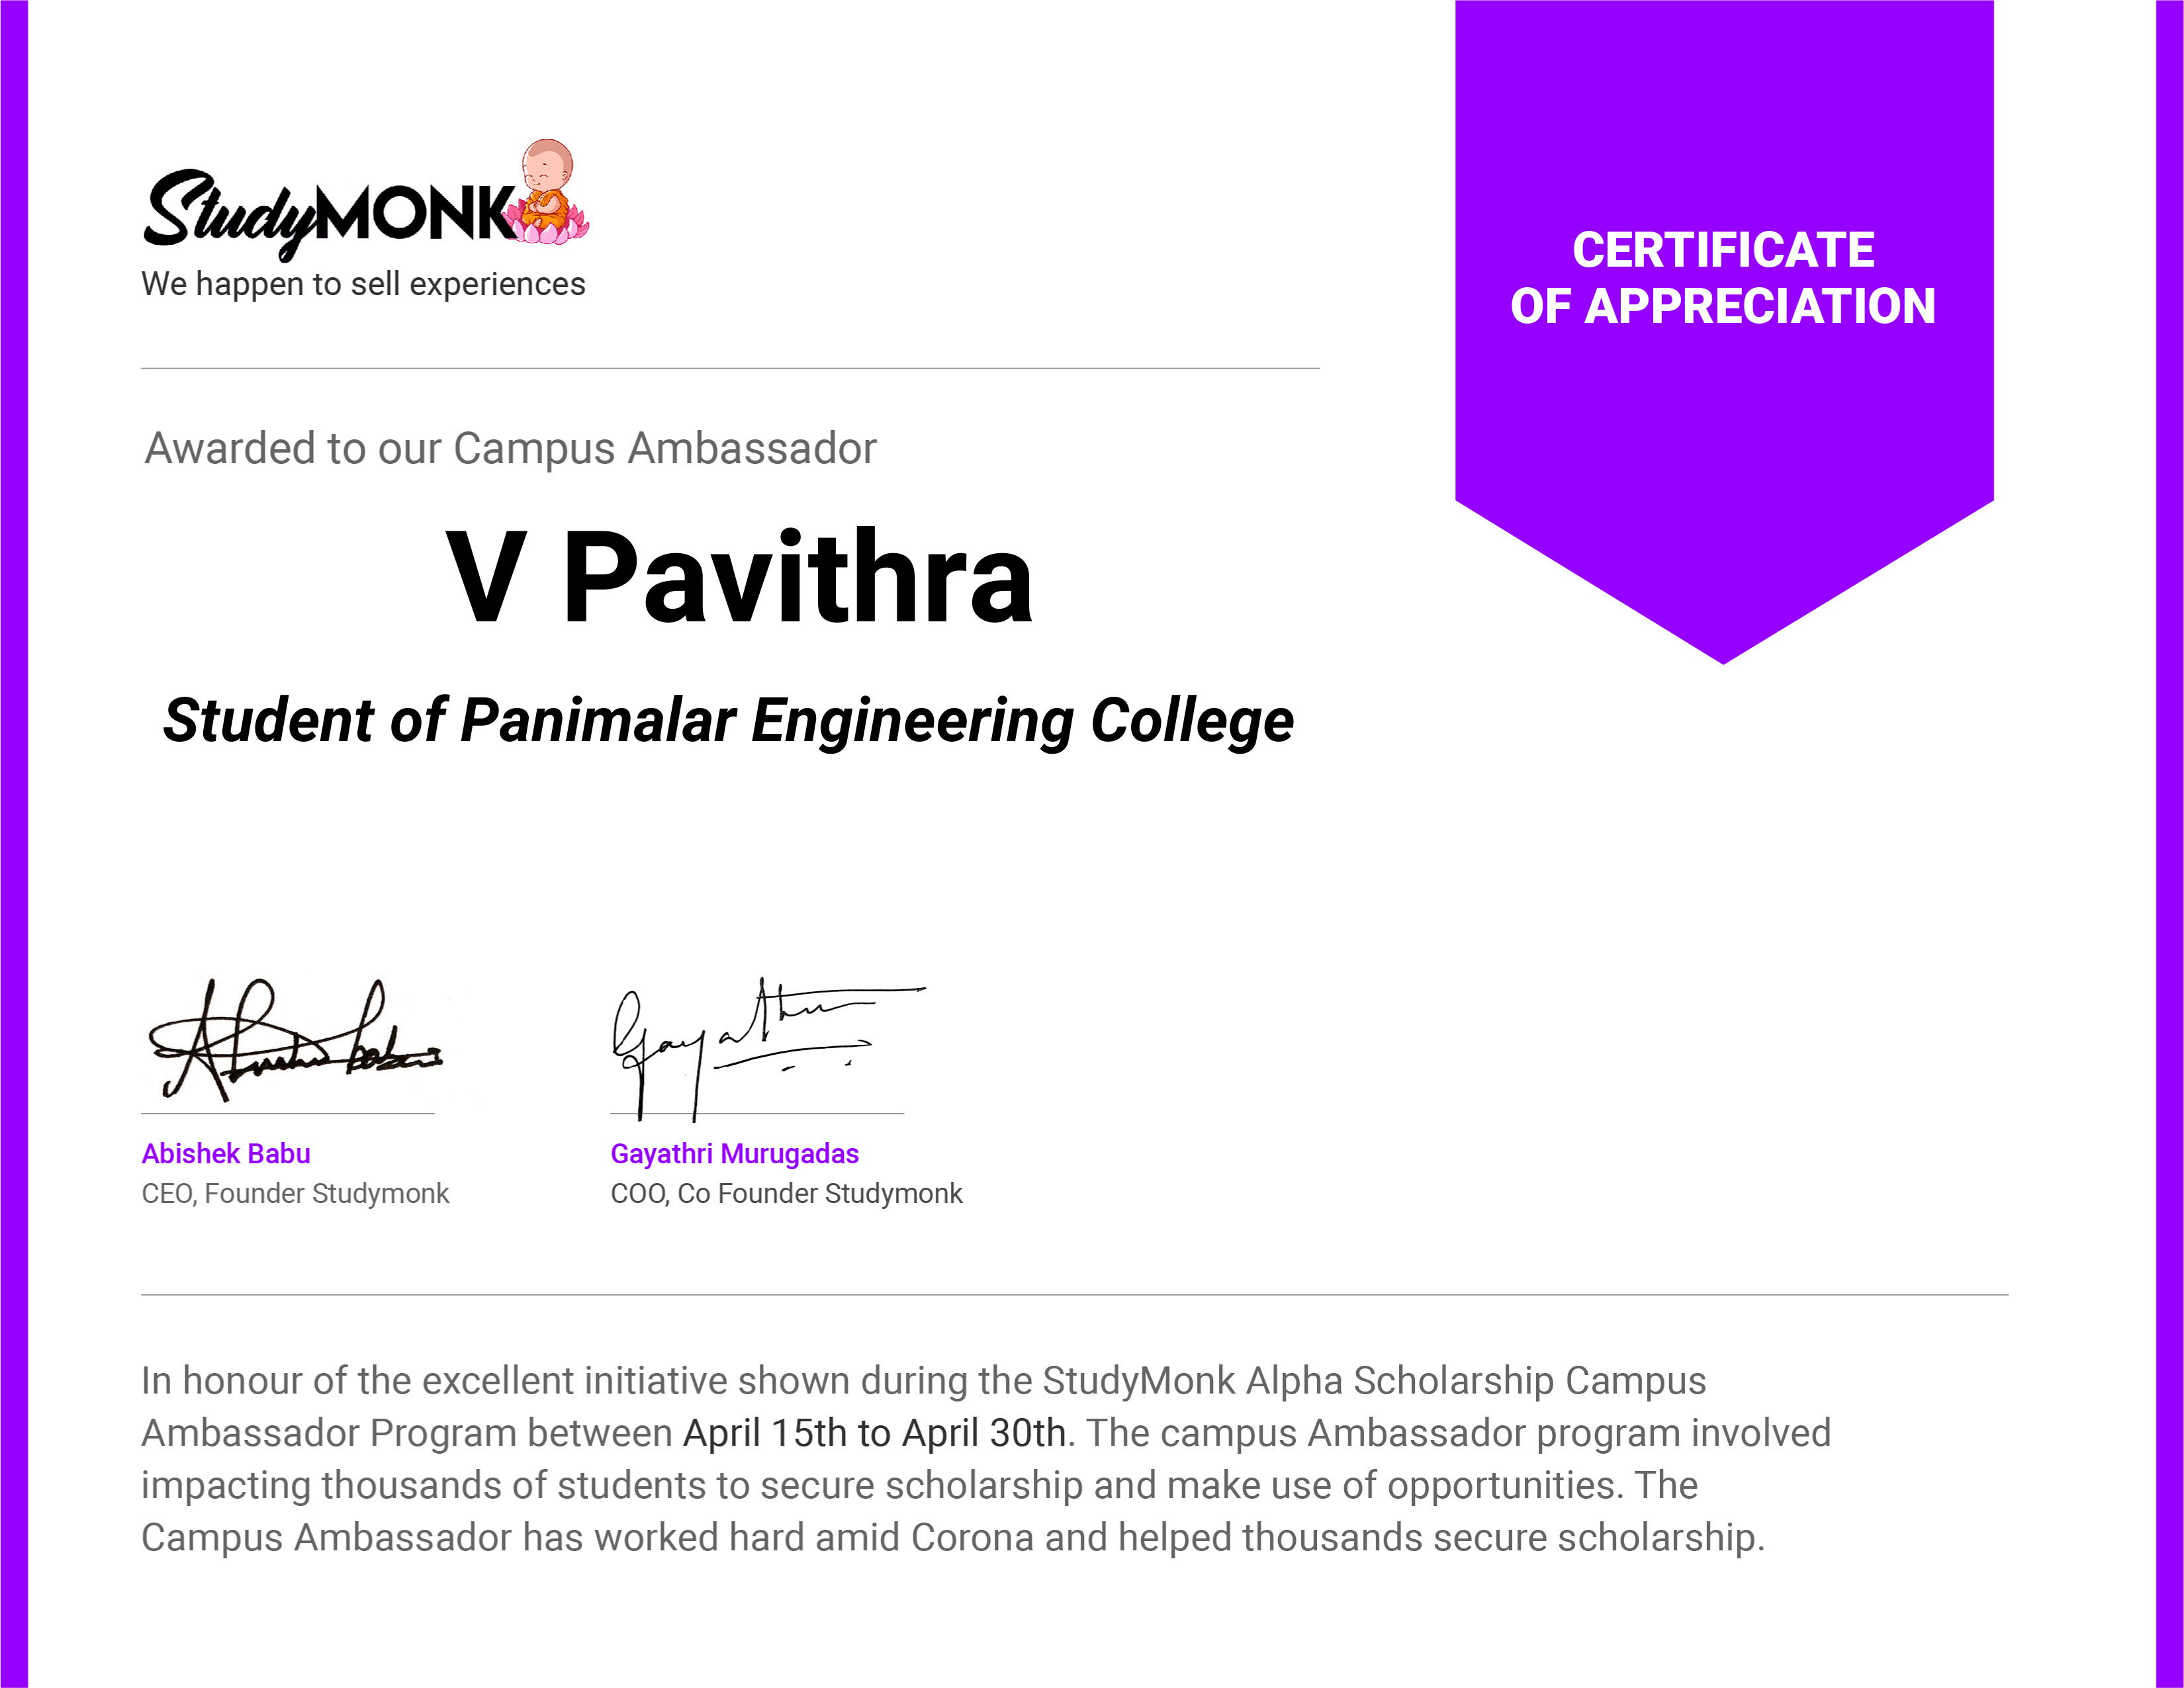 StudyMONK
We happen to sell experiences
CERTIFICATE
OF APPRECIATION
Awarded to our Campus Ambassador
V Pavithra
Student of Panimalar Engineering College
Abishek Babu
Gayathri
Abishek Babu
CEO, Founder Studymonk
Gayathri Murugadas
COO, Co Founder Studymonk
In honour of the excellent initiative shown during the StudyMonk Alpha Scholarship Campus
Ambassador Program between April 15th to April 30th. The campus Ambassador program involved
impacting thousands of students to secure scholarship and make use of opportunities. The
Campus Ambassador has worked hard amid Corona and helped thousands secure scholarship.